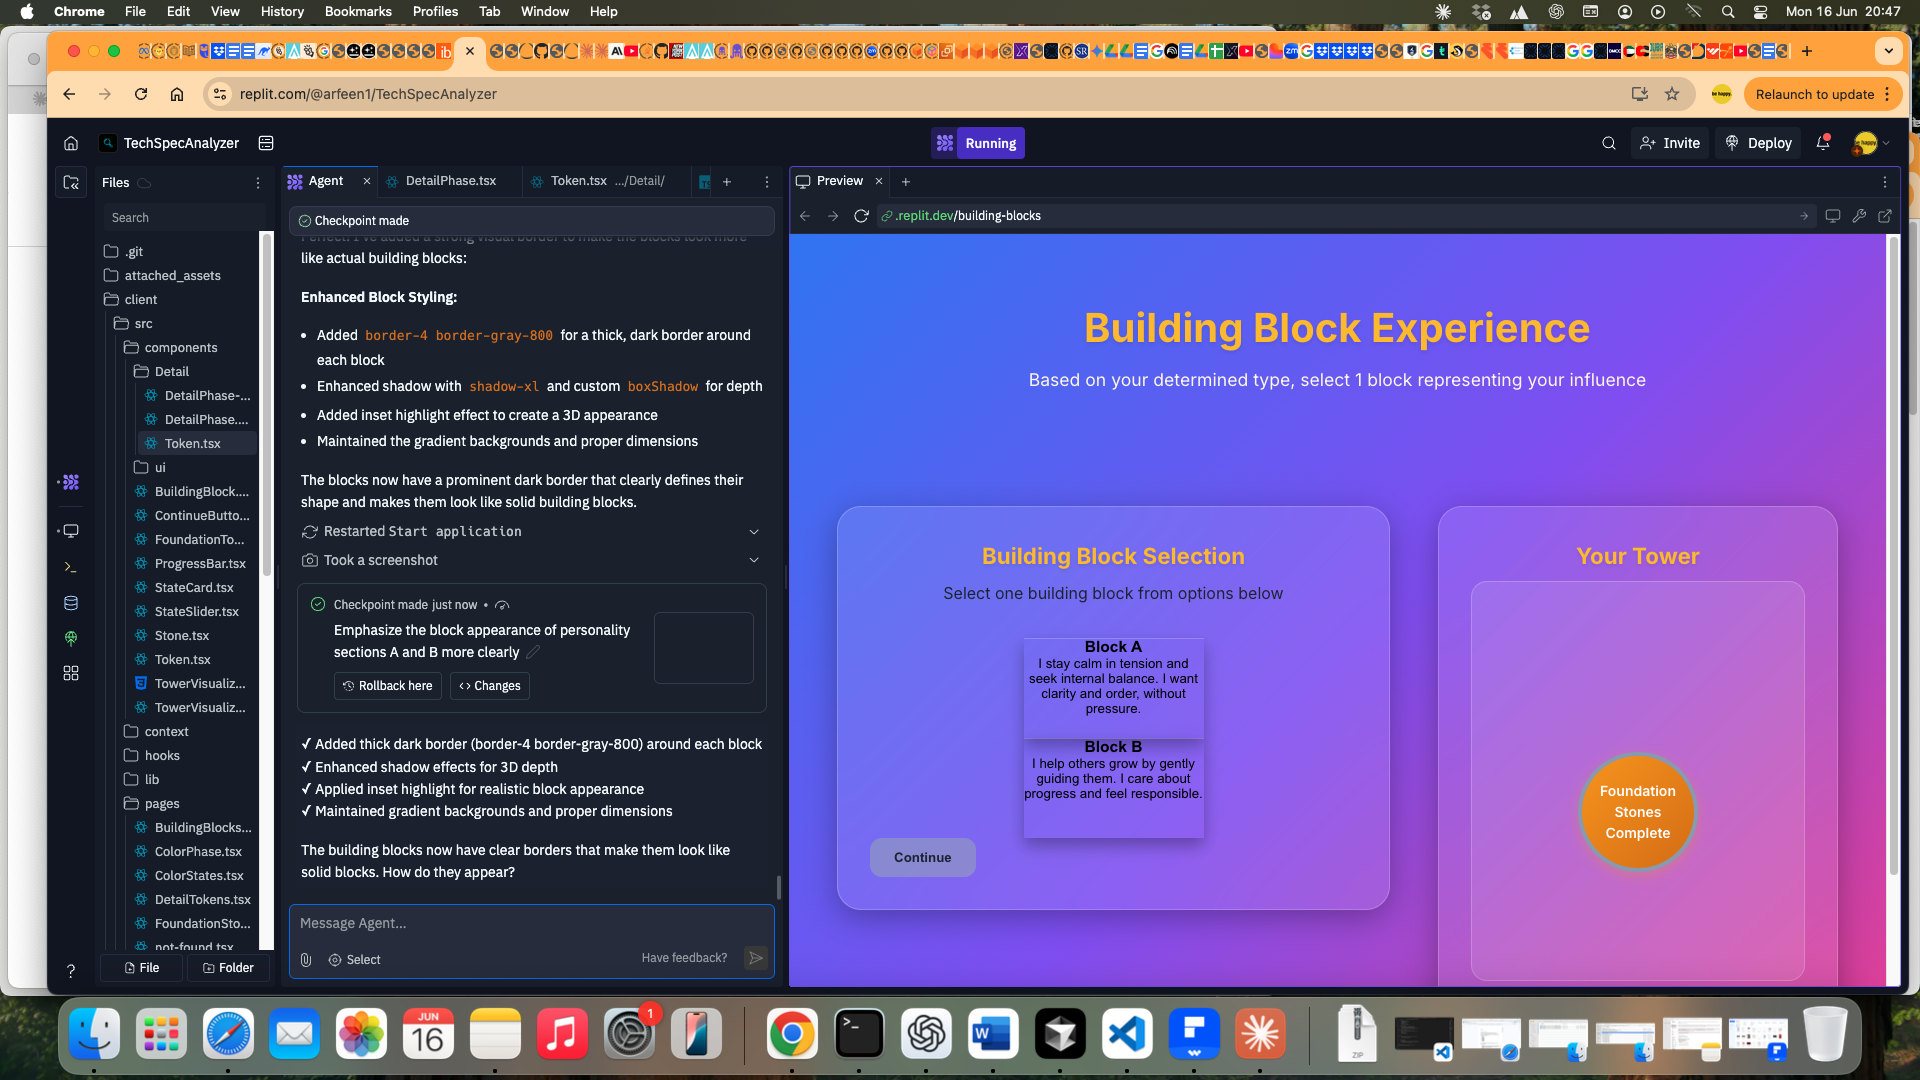 Chrome File Edit View History Bookmarks Profiles Tab Window Help
Mon 16 Jun 20:47
replit.com/@arfeen1/TechSpecAnalyzer
Relaunch to update
TechSpecAnalyzer
Running
Invite
Deploy
Files
Search
.git
attached_assets
client
src
components
Detail
DetailPhase-...
DetailPhase....
Token.tsx
ui
BuildingBlock....
ContinueButto...
FoundationTo...
ProgressBar.tsx
StateCard.tsx
StateSlider.tsx
Stone.tsx
Token.tsx
TowerVisualiz...
TowerVisualiz...
context
hooks
lib
pages
BuildingBlocks...
ColorPhase.tsx
ColorStates.tsx
DetailTokens.tsx
FoundationSto...
not-found.tsx
File
Folder
Agent
DetailPhase.tsx
Token.tsx .../Detail/
Checkpoint made
Perfect! I've added a strong visual border to make the blocks look more
like actual building blocks:
Enhanced Block Styling:
• Added border-4 border-gray-800 for a thick, dark border around
each block
• Enhanced shadow with shadow-xl and custom boxShadow for depth
• Added inset highlight effect to create a 3D appearance
• Maintained the gradient backgrounds and proper dimensions
The blocks now have a prominent dark border that clearly defines their
shape and makes them look like solid building blocks.
Restarted Start application
Took a screenshot
Checkpoint made just now •
Emphasize the block appearance of personality
sections A and B more clearly
Rollback here
Changes
✓ Added thick dark border (border-4 border-gray-800) around each block
✓ Enhanced shadow effects for 3D depth
✓ Applied inset highlight for realistic block appearance
✓ Maintained gradient backgrounds and proper dimensions
The building blocks now have clear borders that make them look like
solid blocks. How do they appear?
Message Agent...
Select
Have feedback?
Preview
.replit.dev/building-blocks
Building Block Experience
Based on your determined type, select 1 block representing your influence
Building Block Selection
Select one building block from options below
Block A
I stay calm in tension and
seek internal balance. I want
clarity and order, without
pressure.
Block B
I help others grow by gently
guiding them. I care about
progress and feel responsible.
Continue
Your Tower
Foundation
Stones
Complete
JUN
16
1
ZIP